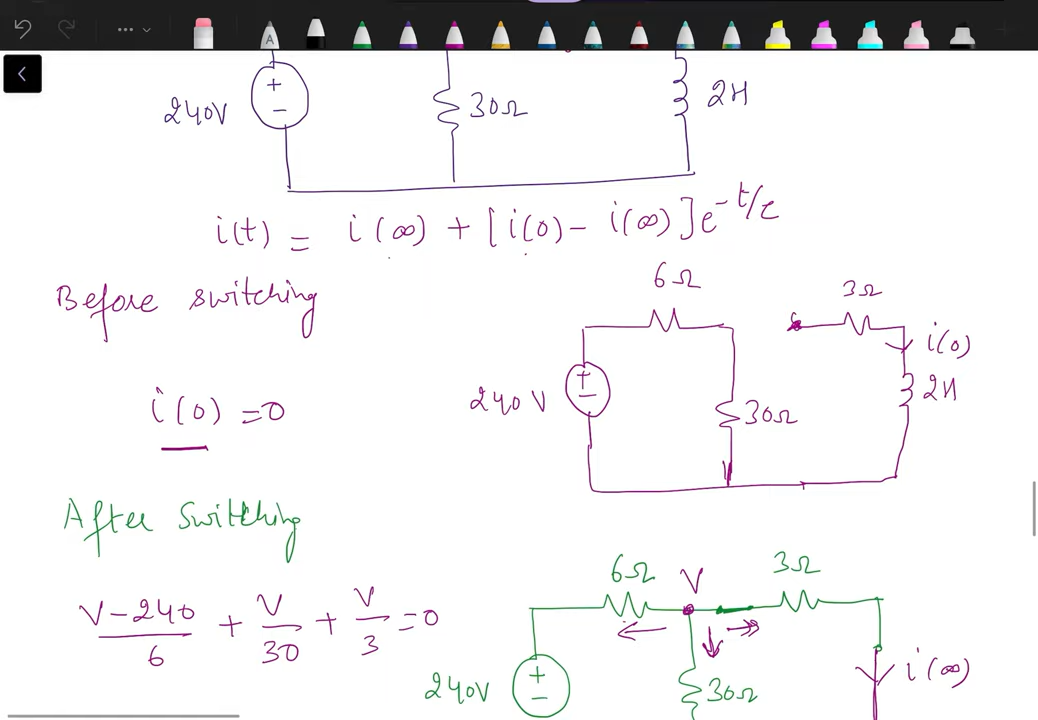 A
240V
+
−
30Ω
2H
i(t) = i(∞) + [i(0) − i(∞)]e^{-t/τ}
Before switching
6Ω
3Ω
i(0)
240V
+
−
30Ω
2H
i(0) = 0
After Switching
6Ω
V
3Ω
V−240/6 + V/30 + V/3 = 0
240V
+
−
30Ω
i(∞)